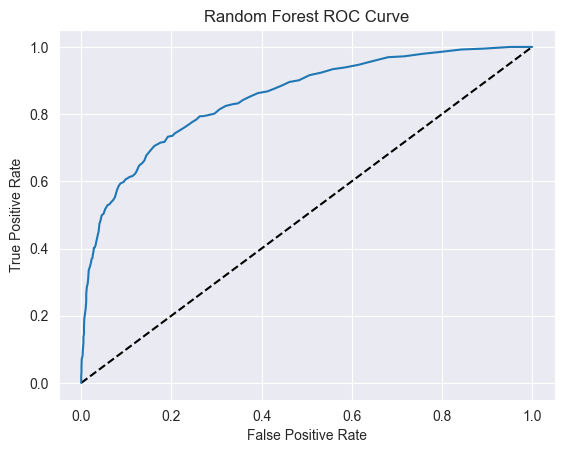 Random Forest ROC Curve
True Positive Rate
1.0
0.8
0.6
0.4
0.2
0.0
0.0 0.2 0.4 0.6 0.8 1.0
False Positive Rate